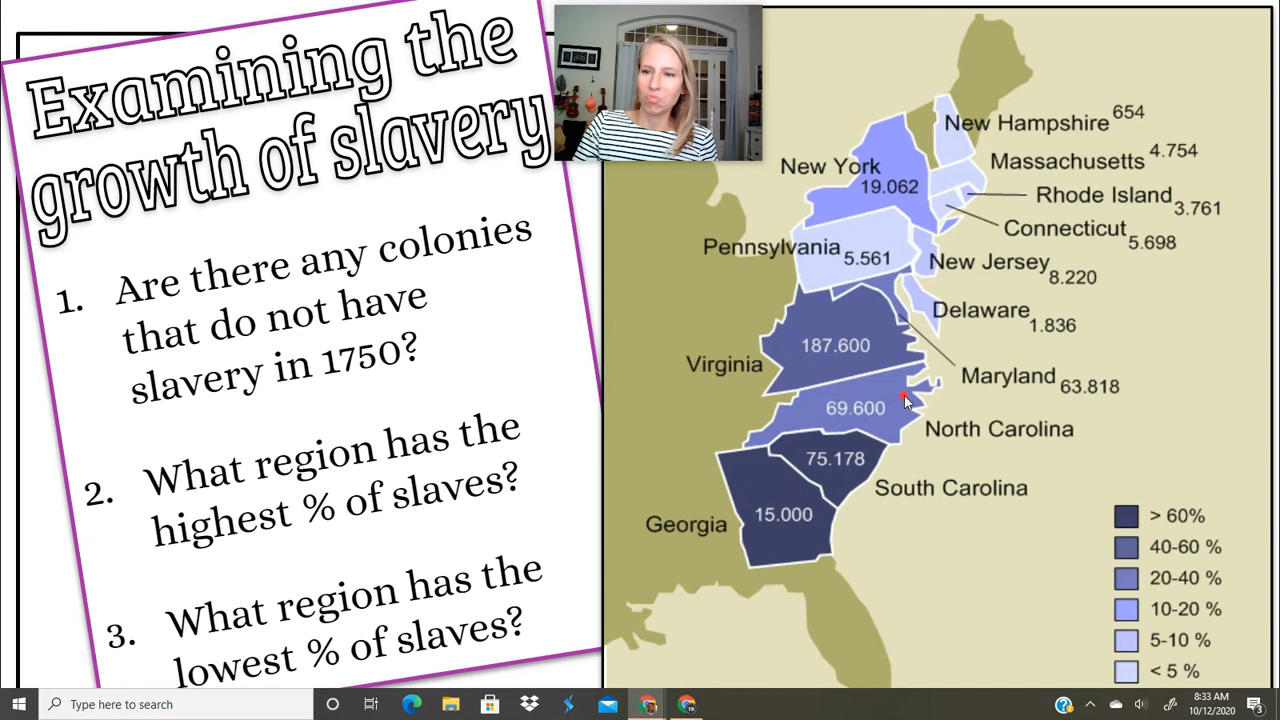 Examining the
growth of slavery
1. Are there any colonies
that do not have
slavery in 1750?
2. What region has the
highest % of slaves?
3. What region has the
lowest % of slaves?
New Hampshire 654
Massachusetts 4.754
New York
19.062
Rhode Island 3.761
Connecticut 5.698
Pennsylvania 5.561
New Jersey 8.220
Delaware 1.836
187.600
Virginia
Maryland 63.818
69.600
North Carolina
75.178
South Carolina
15.000
Georgia
> 60%
40-60 %
20-40 %
10-20 %
5-10 %
< 5 %
Type here to search
8:33 AM
10/12/2020
3